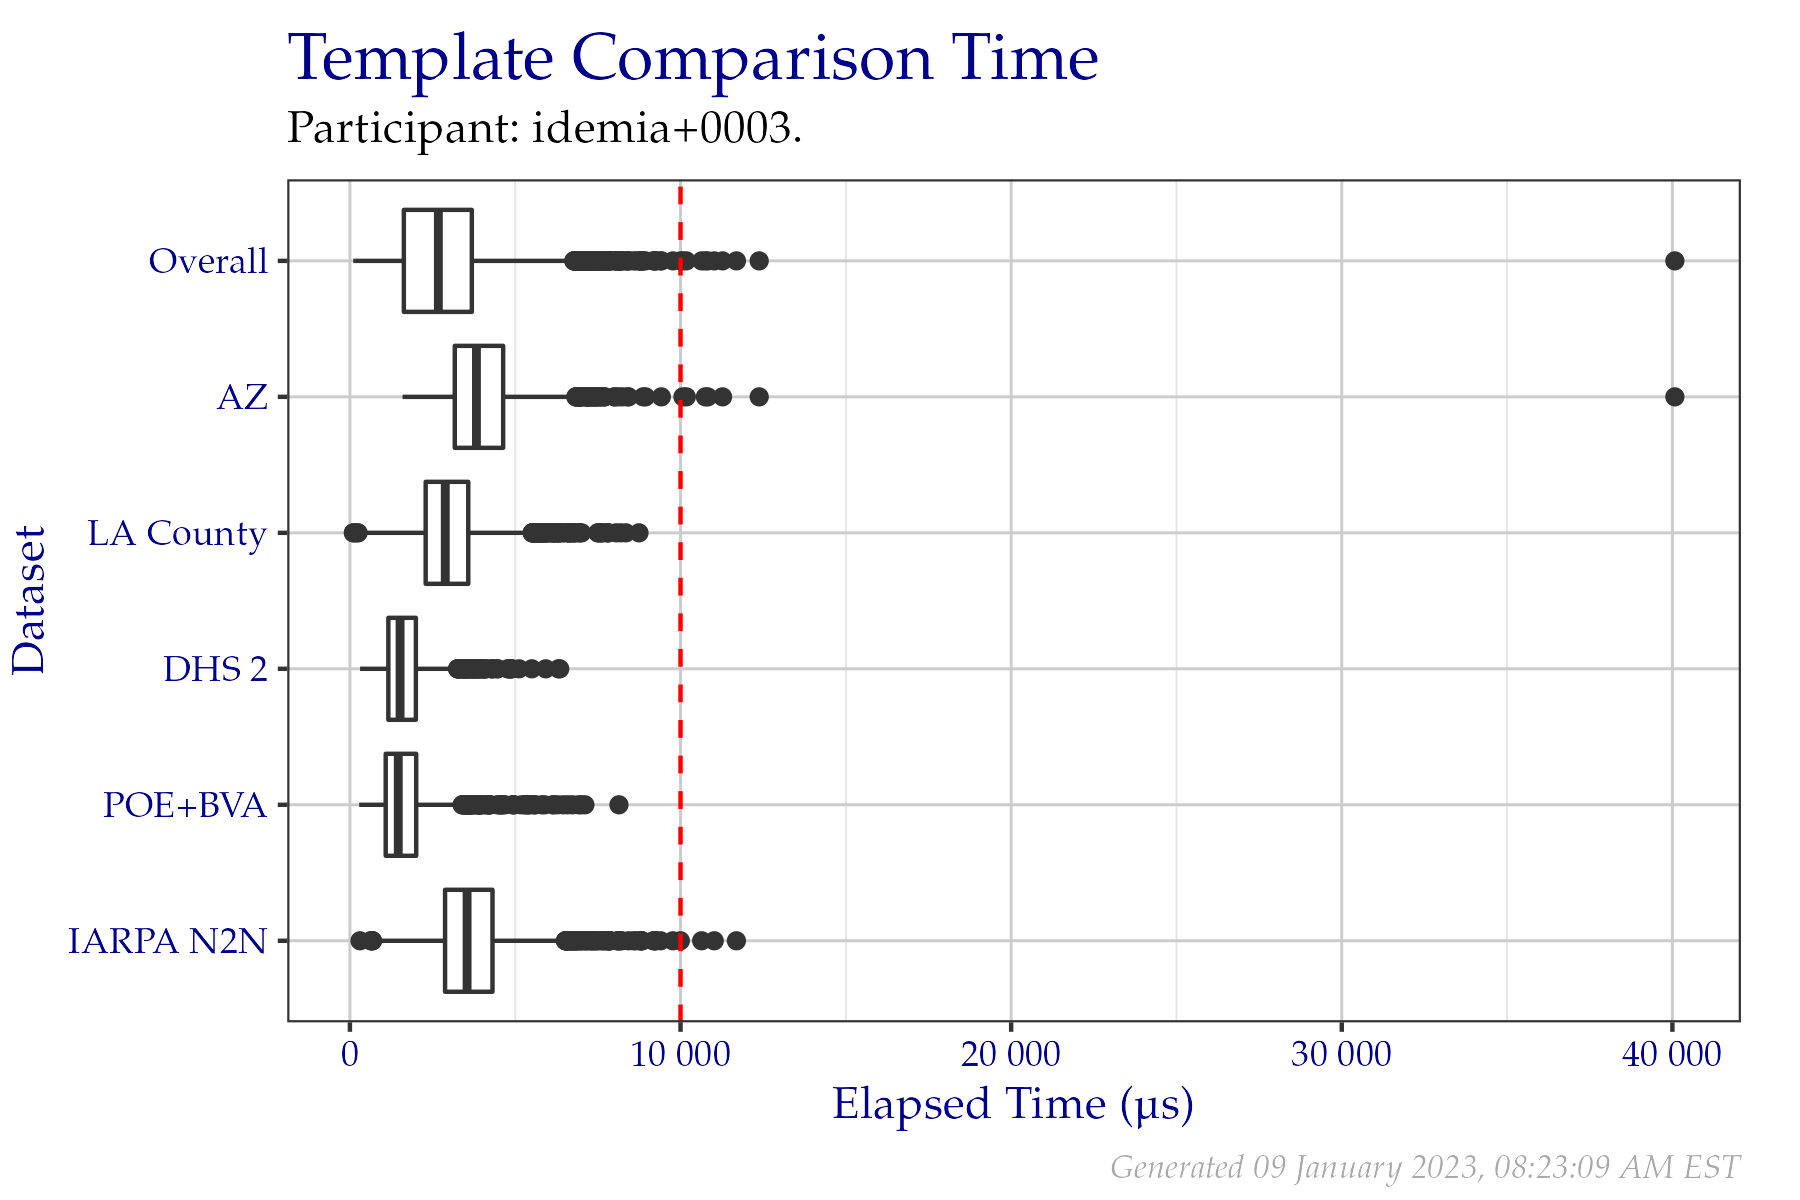 Template Comparison Time
Participant: idemia+0003.
Dataset
Overall
AZ
LA County
DHS 2
POE+BVA
IARPA N2N
0 10 000 20 000 30 000 40 000
Elapsed Time (µs)
Generated 09 January 2023, 08:23:09 AM EST